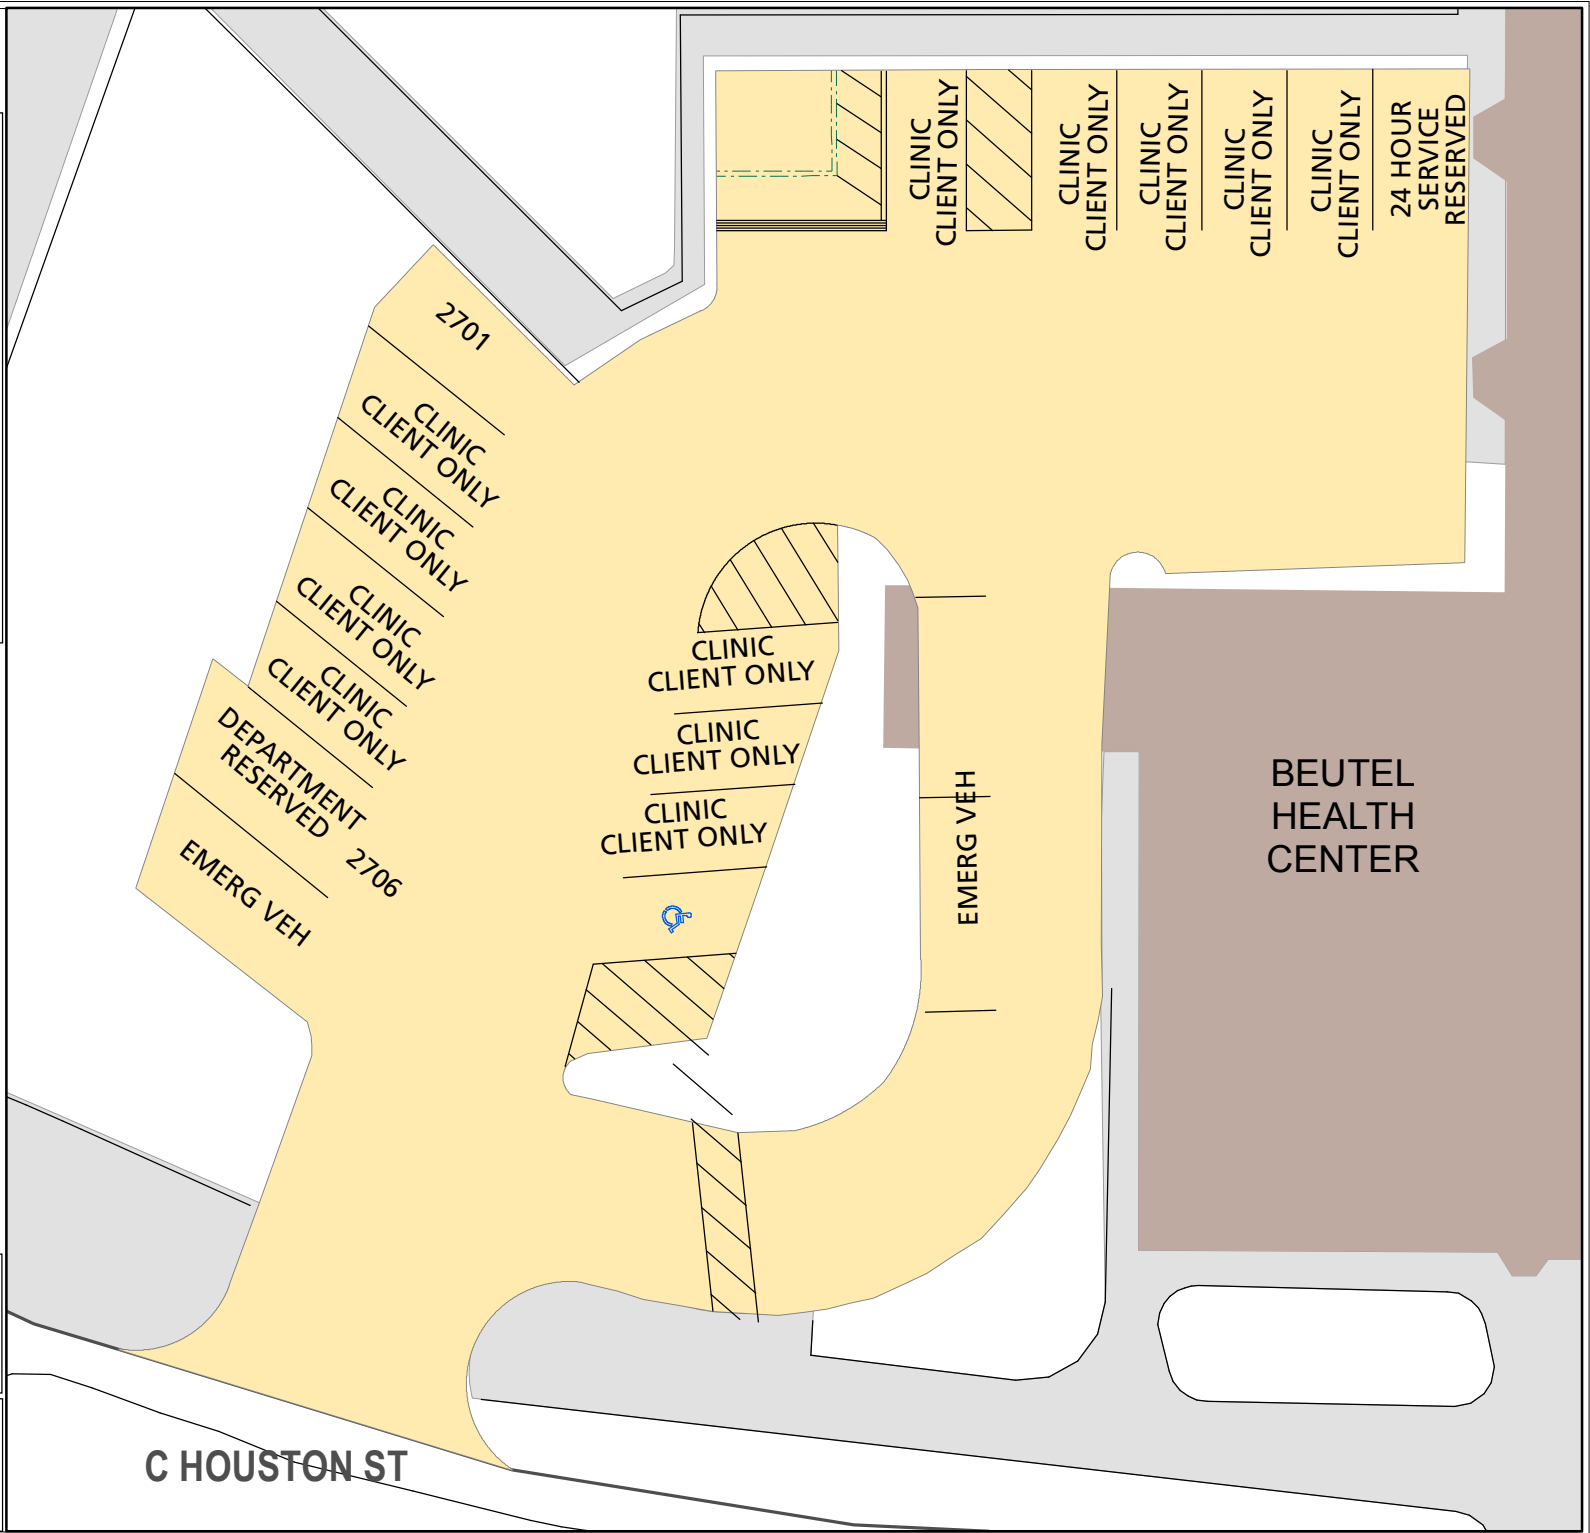 CLINIC
CLIENT ONLY
CLINIC
CLIENT ONLY
CLINIC
CLIENT ONLY
CLINIC
CLIENT ONLY
CLINIC
CLIENT ONLY
24 HOUR
SERVICE
RESERVED
2701
CLINIC
CLIENT ONLY
CLINIC
CLIENT ONLY
CLINIC
CLIENT ONLY
CLINIC
CLIENT ONLY
DEPARTMENT
RESERVED
2706
EMERG VEH
CLINIC
CLIENT ONLY
CLINIC
CLIENT ONLY
CLINIC
CLIENT ONLY
EMERG VEH
BEUTEL
HEALTH
CENTER
C HOUSTON ST